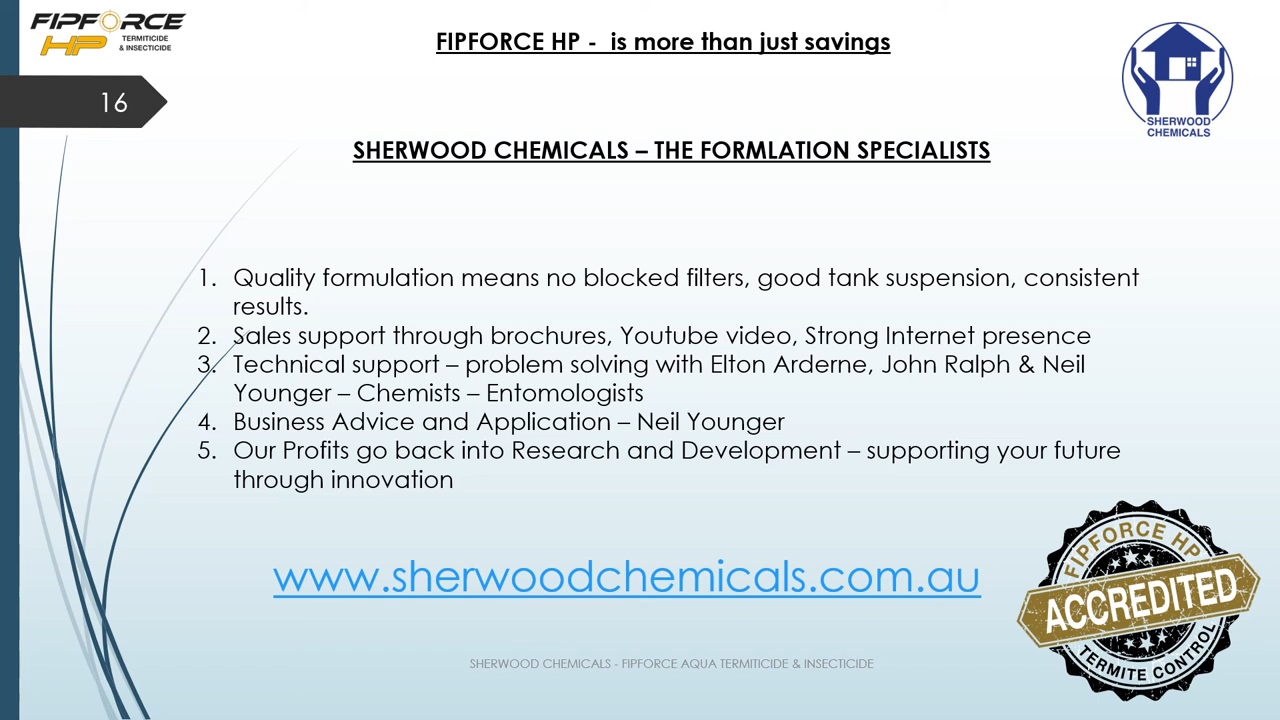 FIPFORCE
HP TERMITICIDE
& INSECTICIDE
FIPFORCE HP - is more than just savings
SHERWOOD
CHEMICALS
16
SHERWOOD CHEMICALS – THE FORMLATION SPECIALISTS
1. Quality formulation means no blocked filters, good tank suspension, consistent
results.
2. Sales support through brochures, Youtube video, Strong Internet presence
3. Technical support – problem solving with Elton Arderne, John Ralph & Neil
Younger – Chemists – Entomologists
4. Business Advice and Application – Neil Younger
5. Our Profits go back into Research and Development – supporting your future
through innovation
www.sherwoodchemicals.com.au
FIPFORCE HP
ACCREDITED
TERMITE CONTROL
SHERWOOD CHEMICALS - FIPFORCE AQUA TERMITICIDE & INSECTICIDE